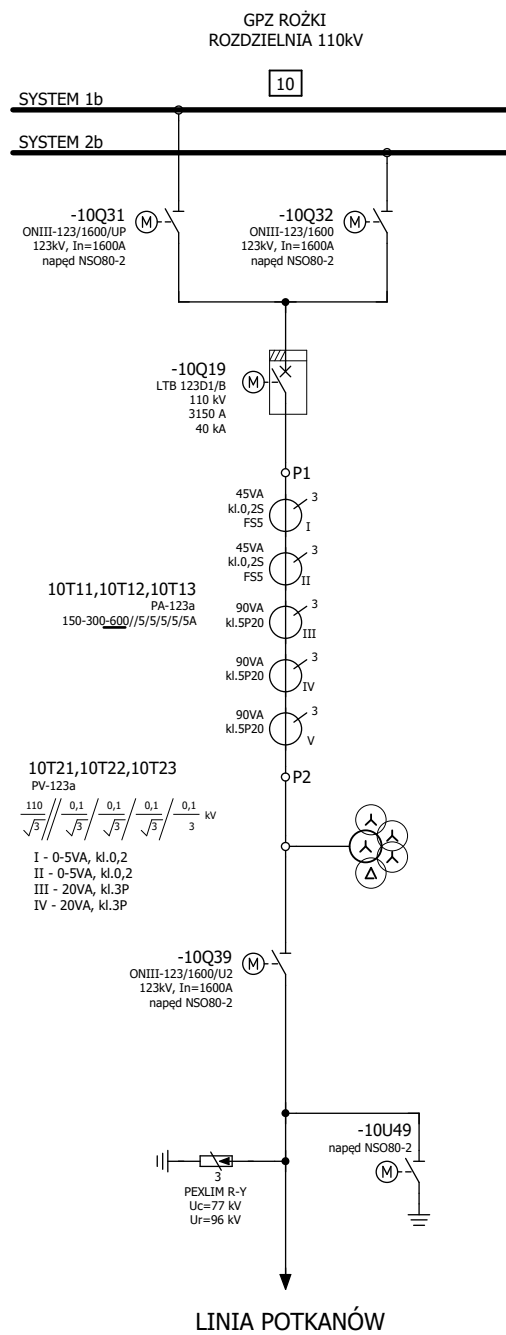 GPZ ROŻKI
ROZDZIELNIA 110kV
10
SYSTEM 1b
SYSTEM 2b
-10Q31
ONIII-123/1600/UP
123kV, In=1600A
napęd NSO80-2
M
-10Q32
ONIII-123/1600
123kV, In=1600A
napęd NSO80-2
M
-10Q19
LTB 123D1/B
110 kV
3150 A
40 kA
M
P1
45VA
kl.0,2S
FS5
3
I
45VA
kl.0,2S
FS5
3
II
10T11,10T12,10T13
PA-123a
150-300-600//5/5/5/5/5A
90VA
kl.5P20
3
III
90VA
kl.5P20
3
IV
90VA
kl.5P20
3
V
P2
10T21,10T22,10T23
PV-123a
110/√3 // 0,1/√3 / 0,1/√3 / 0,1/√3 / 0,1/3 kV
I - 0-5VA, kl.0,2
II - 0-5VA, kl.0,2
III - 20VA, kl.3P
IV - 20VA, kl.3P
-10Q39
ONIII-123/1600/U2
123kV, In=1600A
napęd NSO80-2
M
-10U49
napęd NSO80-2
M
3
PEXLIM R-Y
Uc=77 kV
Ur=96 kV
LINIA POTKANÓW